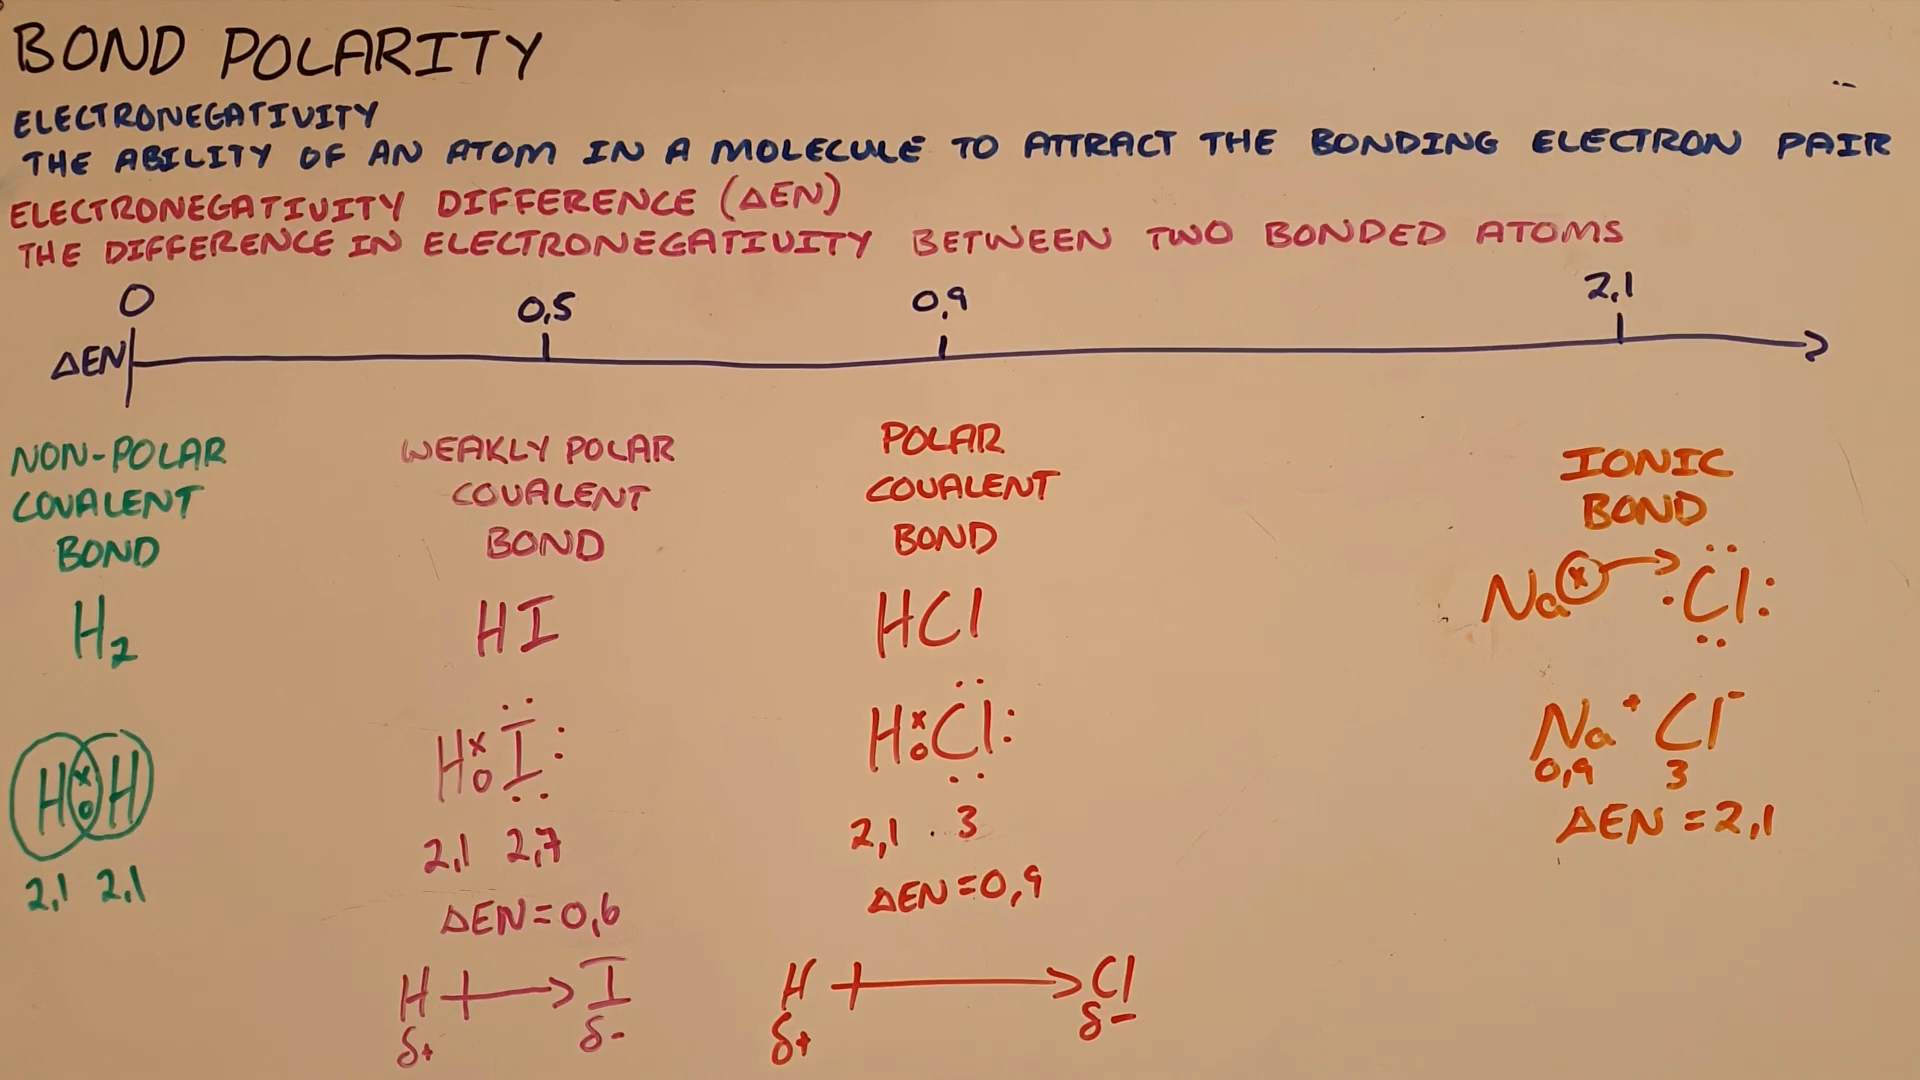 BOND POLARITY
ELECTRONEGATIVITY
THE ABILITY OF AN ATOM IN A MOLECULE TO ATTRACT THE BONDING ELECTRON PAIR
ELECTRONEGATIVITY DIFFERENCE (ΔEN)
THE DIFFERENCE IN ELECTRONEGATIVITY BETWEEN TWO BONDED ATOMS
0 0,5 0,9 2,1
ΔEN
NON-POLAR
COVALENT
BOND
H₂
H x o H
2,1 2,1
WEAKLY POLAR
COVALENT
BOND
HI
H x o I
2,1 2,7
ΔEN = 0,6
H → I
δ+ δ-
POLAR
COVALENT
BOND
HCl
H x o Cl
2,1 3
ΔEN = 0,9
H → Cl
δ+ δ-
IONIC
BOND
Na x → Cl
Na⁺ Cl⁻
0,9 3
ΔEN = 2,1